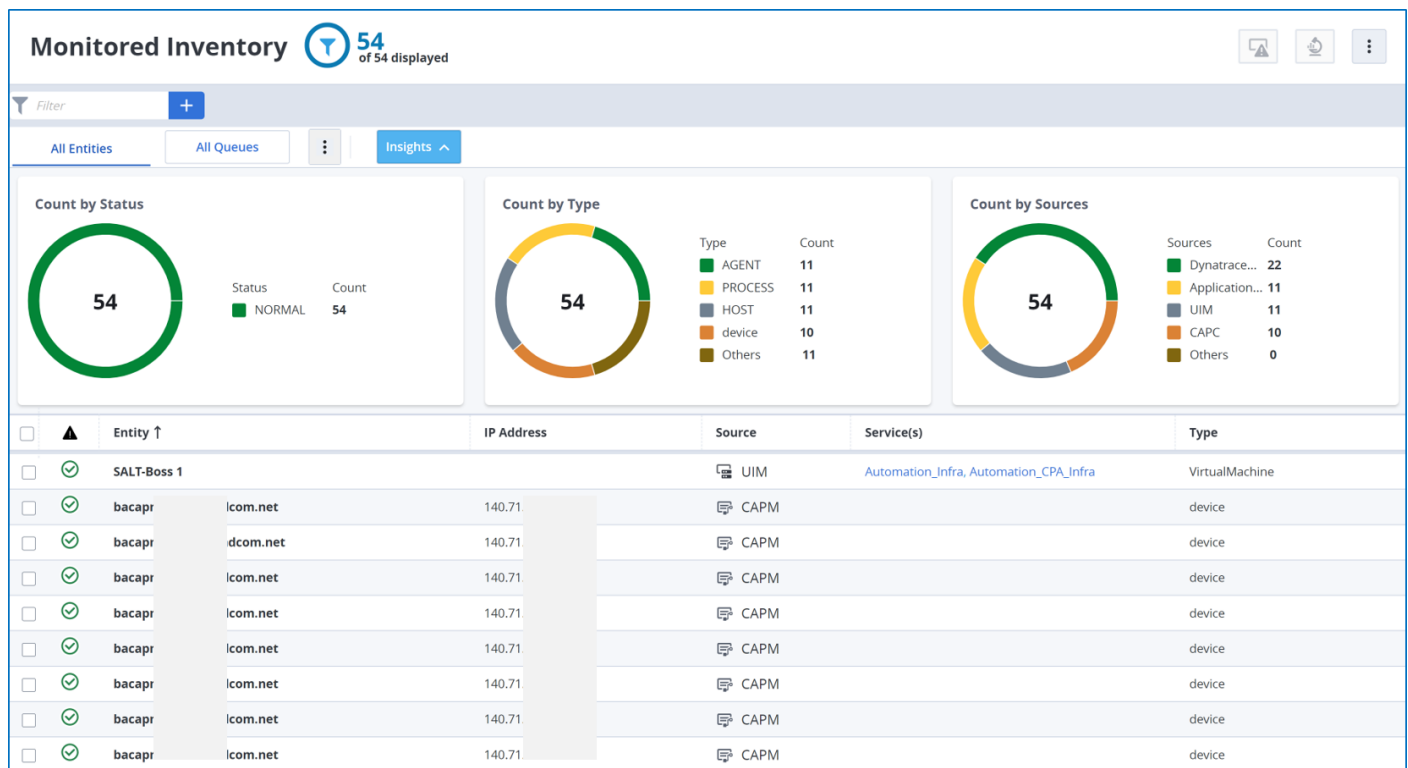 Monitored Inventory 54 of 54 displayed
Filter +
All Entities All Queues Insights
Count by Status
54
Status Count
NORMAL 54
Count by Type
54
Type Count
AGENT 11
PROCESS 11
HOST 11
device 10
Others 11
Count by Sources
54
Sources Count
Dynatrace... 22
Application... 11
UIM 11
CAPC 10
Others 0
Entity ↑ IP Address Source Service(s) Type
SALT-Boss 1 UIM Automation_Infra, Automation_CPA_Infra VirtualMachine
bacapr lcom.net 140.71. CAPM device
bacapr dcom.net 140.71. CAPM device
bacapr lcom.net 140.71. CAPM device
bacapr lcom.net 140.71. CAPM device
bacapr lcom.net 140.71. CAPM device
bacapr lcom.net 140.71. CAPM device
bacapr lcom.net 140.71. CAPM device
bacapr lcom.net 140.71. CAPM device